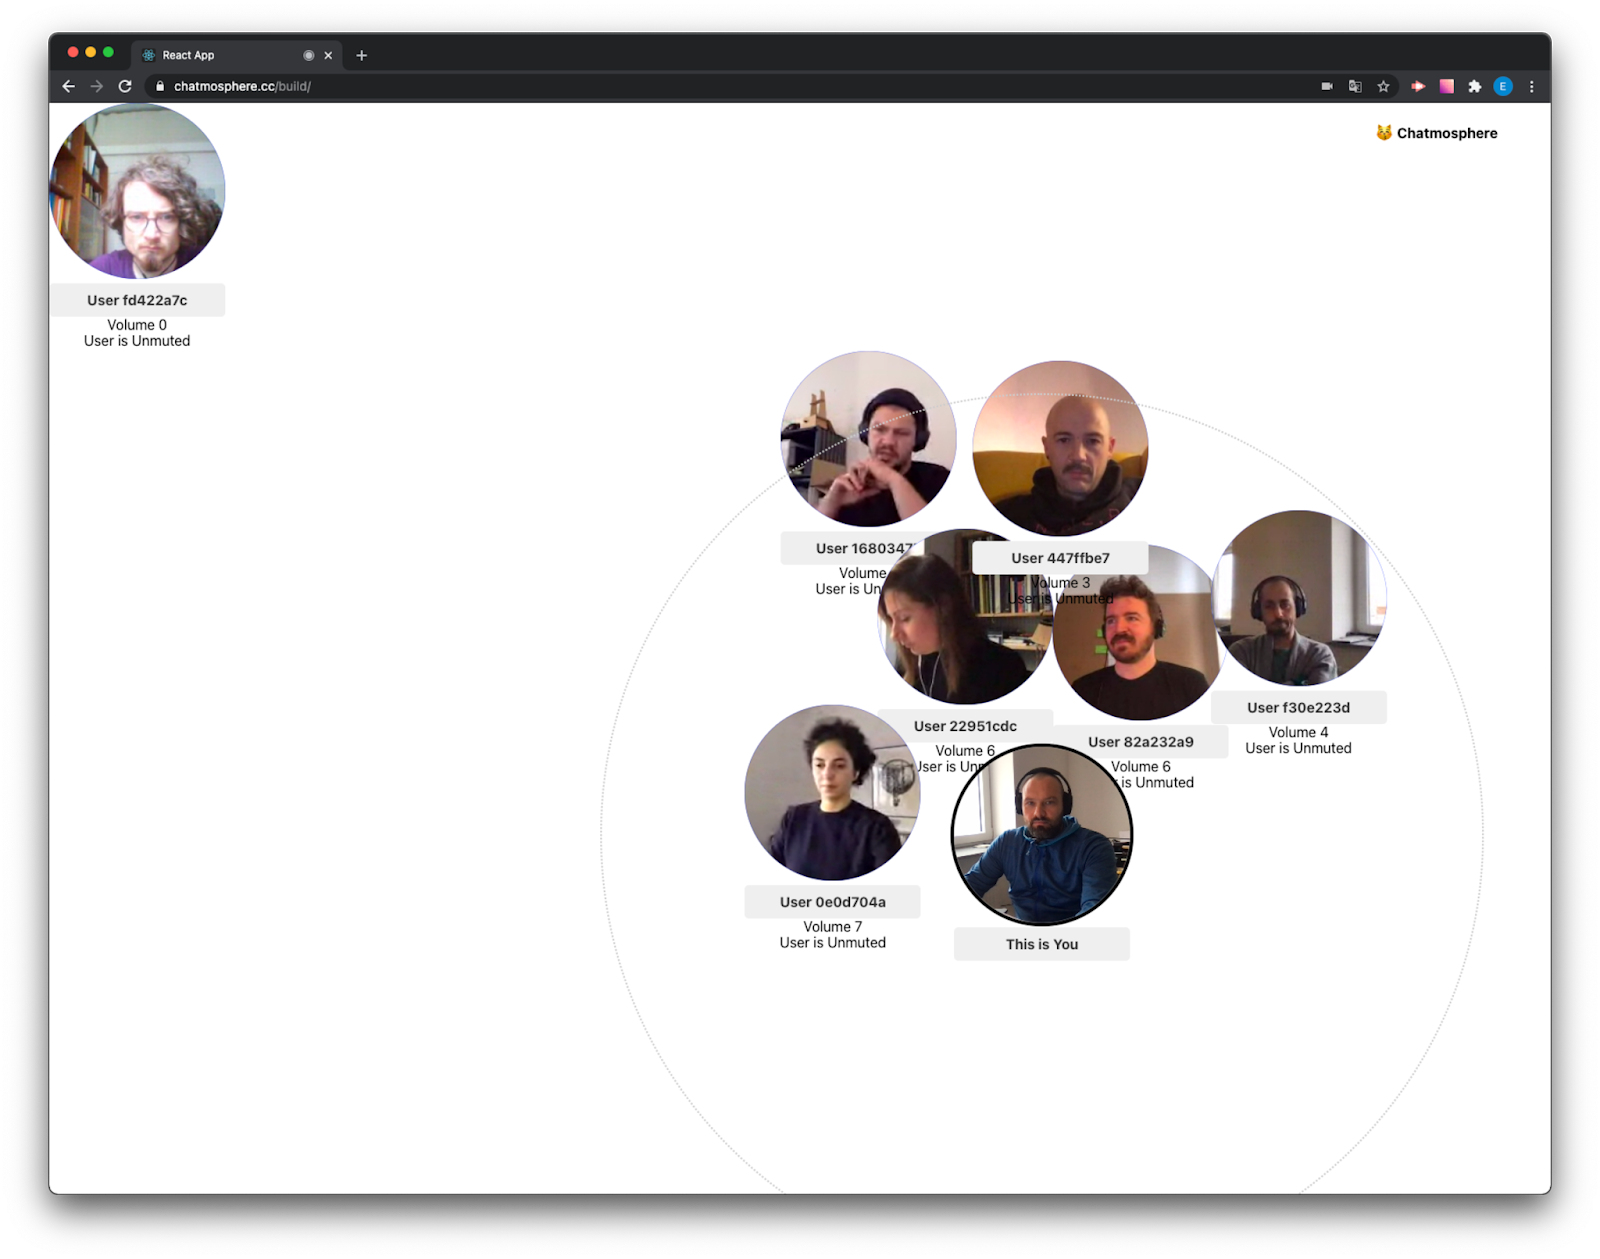 React App
chatmosphere.cc/build/
E
Chatmosphere
User fd422a7c
Volume 0
User is Unmuted
User 1680347
Volume
User is Un
User 447ffbe7
Volume 3
User is Unmuted
User f30e223d
Volume 4
User is Unmuted
User 22951cdc
Volume 6
User is Un
User 82a232a9
Volume 6
is Unmuted
User 0e0d704a
Volume 7
User is Unmuted
This is You